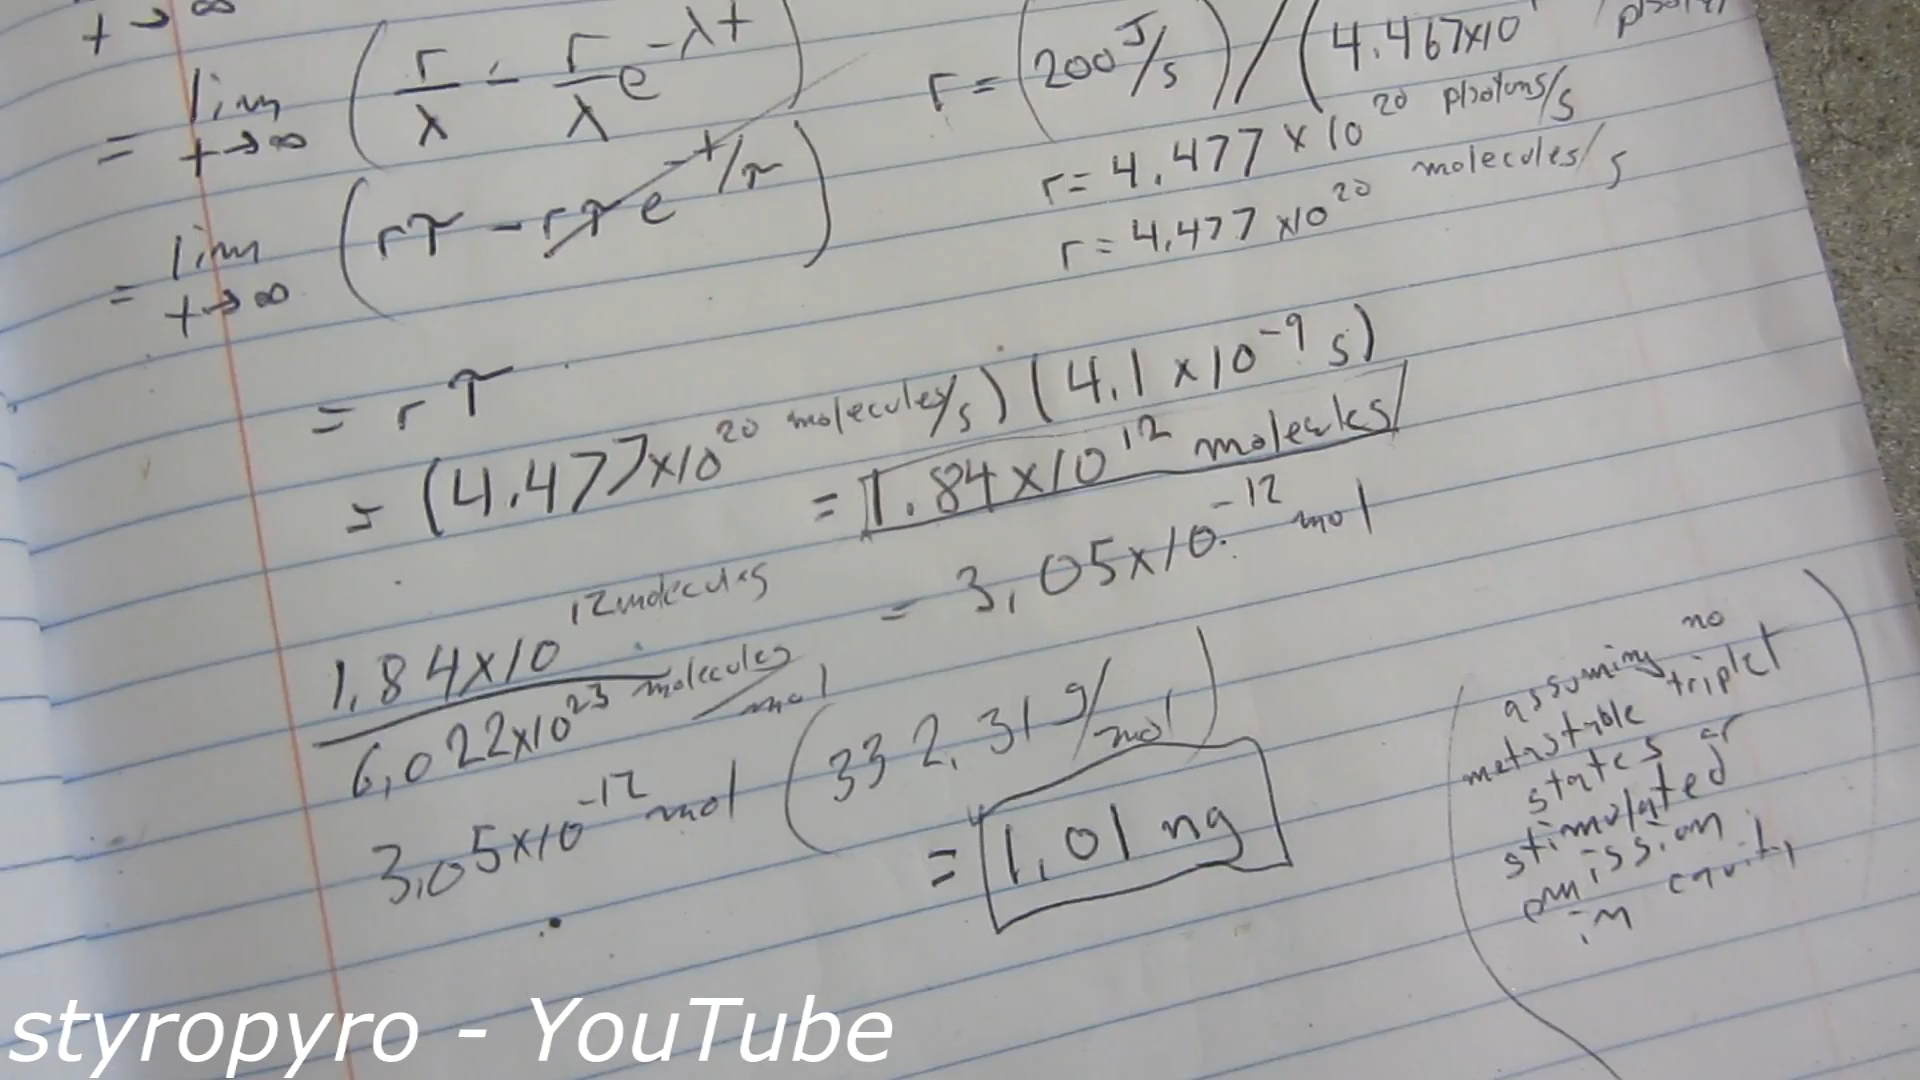 t→∞
= lim t→∞ (r/λ - r/λ e^-λt)
= lim t→∞ (rτ - rτ e^-t/τ)
r = (200 J/s) / (4.467x10
r = 4.477 x 10^20 photons/s
r = 4.477 x10^20 molecules/s
= rτ
= (4.477x10^20 molecules/s) (4.1 x10^-9 s)
= 1.84x10^12 molecules
1.84x10^12 molecules / 6.022x10^23 molecules/mol = 3.05x10^-12 mol
3.05x10^-12 mol (332.31 g/mol)
= 1.01 ng
assuming no
metastable triplet
states or
stimulated
emission
in cavity
styropyro - YouTube